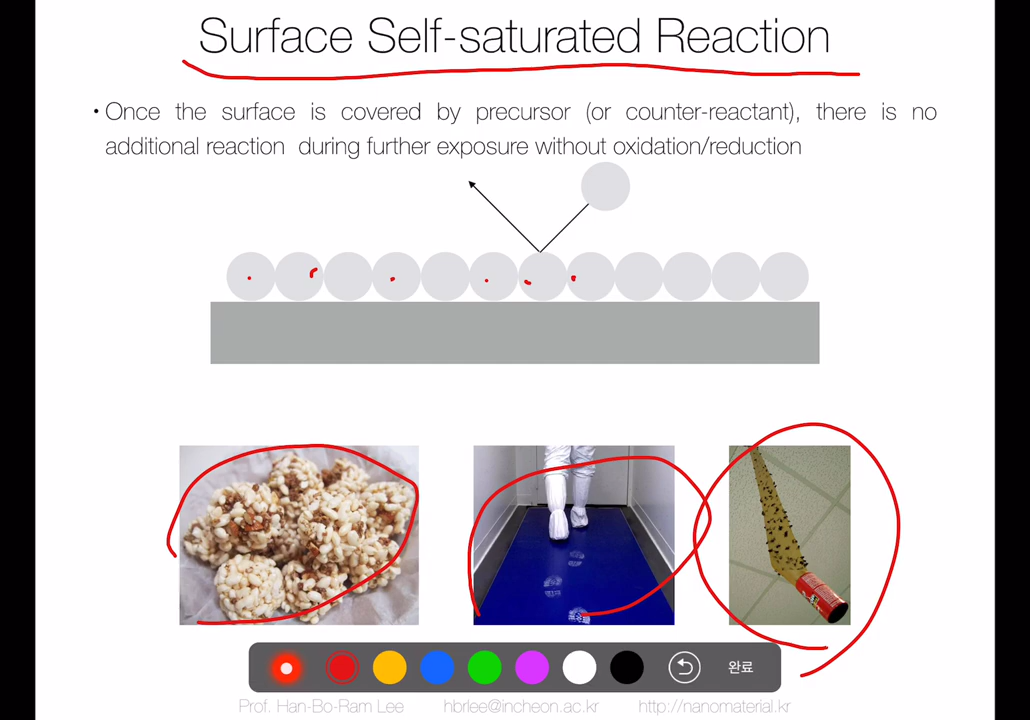 Surface Self-saturated Reaction
• Once the surface is covered by precursor (or counter-reactant), there is no
additional reaction during further exposure without oxidation/reduction
완료
Prof. Han-Bo-Ram Lee hbrlee@incheon.ac.kr http://nanomaterial.kr